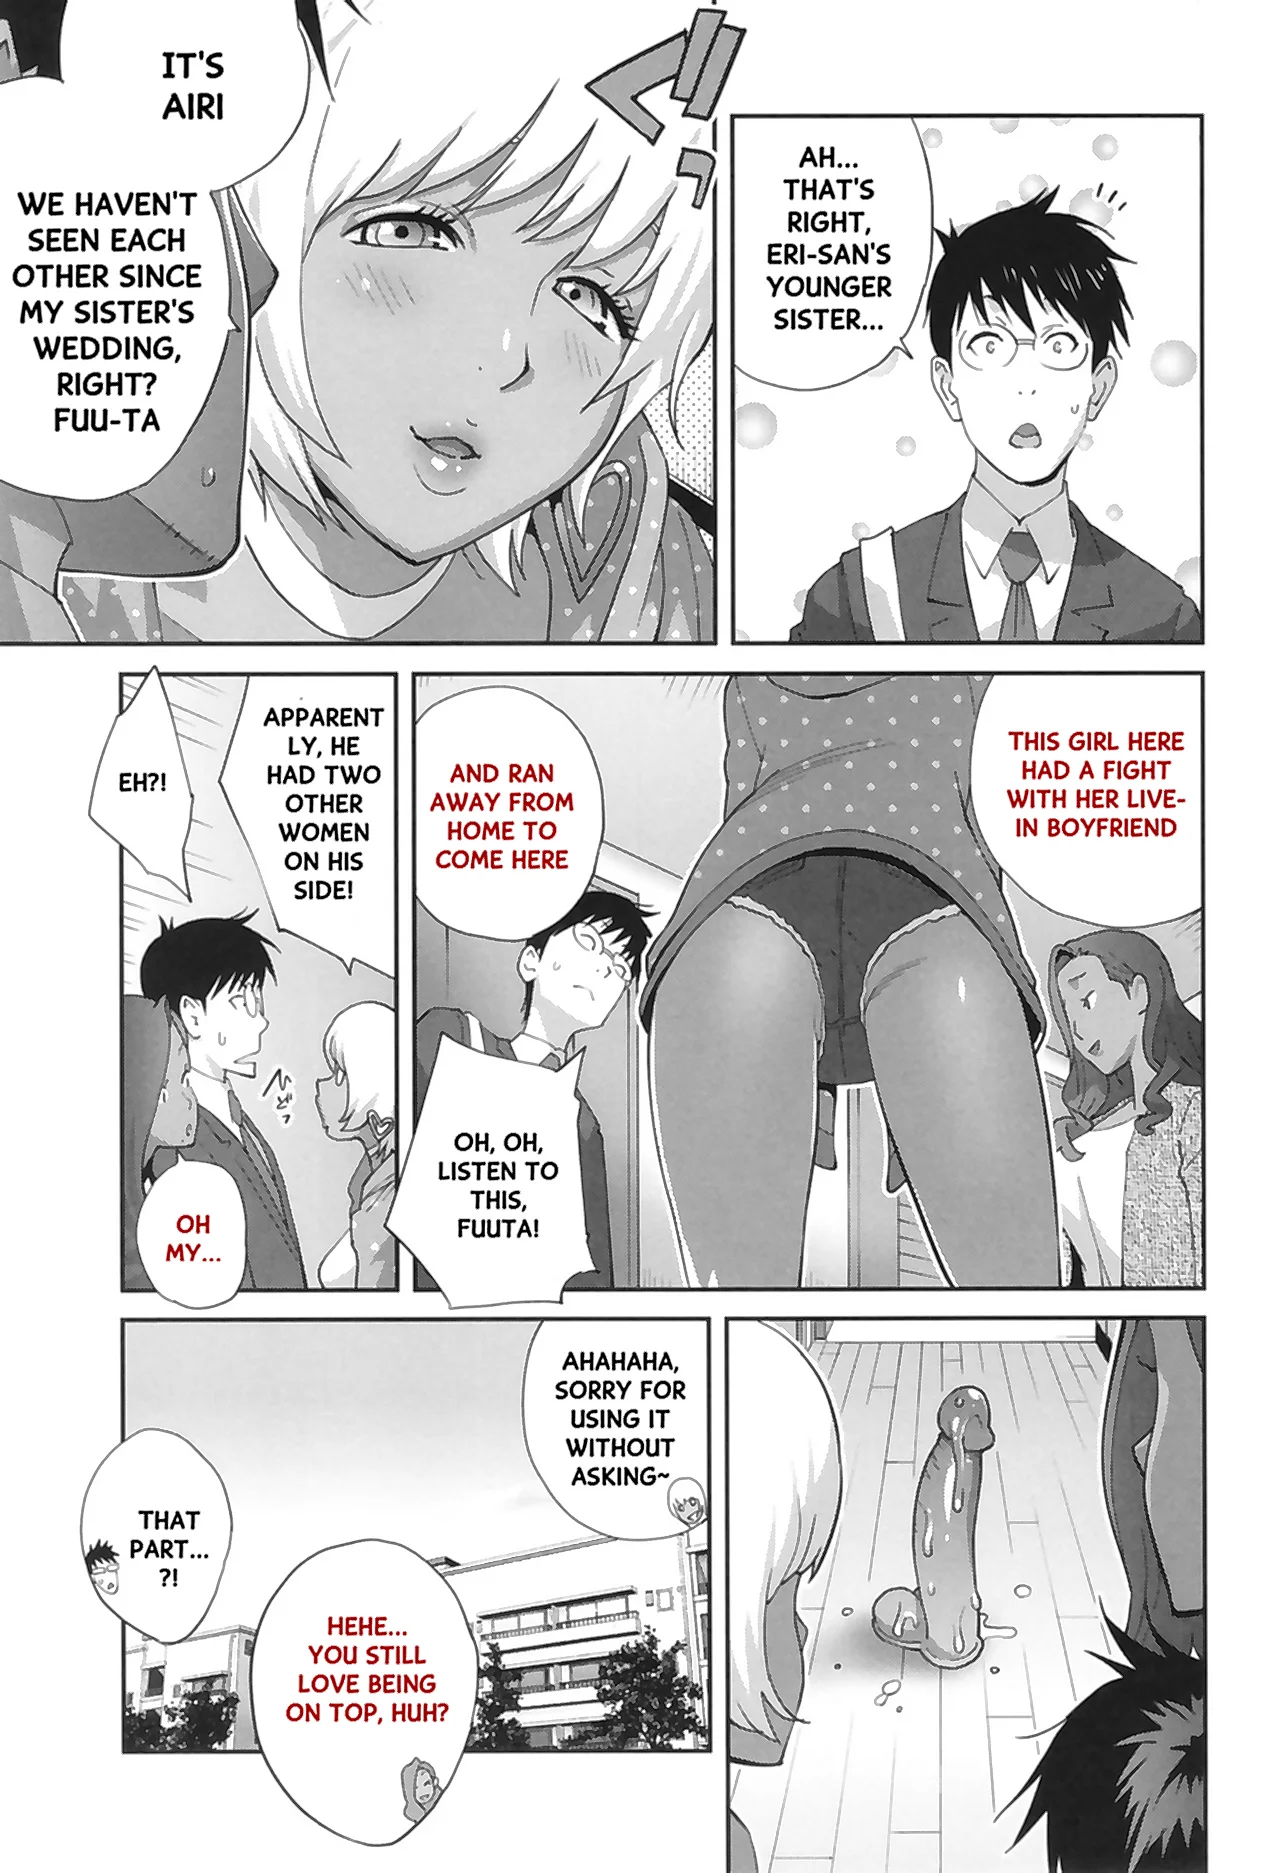 AH...
THAT'S
RIGHT,
ERI-SAN'S
YOUNGER
SISTER...
IT'S
AIRI
WE HAVEN'T
SEEN EACH
OTHER SINCE
MY SISTER'S
WEDDING,
RIGHT?
FUU-TA
THIS GIRL HERE
HAD A FIGHT
WITH HER LIVE-
IN BOYFRIEND
AND RAN
AWAY FROM
HOME TO
COME HERE
OH, OH,
LISTEN TO
THIS,
FUUTA!
APPARENT
LY, HE
HAD TWO
OTHER
WOMEN
ON HIS
SIDE!
EH?!
ひどっ
OH
MY...
AHAHAHA,
SORRY FOR
USING IT
WITHOUT
ASKING~
HEHE...
YOU STILL
LOVE BEING
ON TOP, HUH?
THAT
PART...
?!